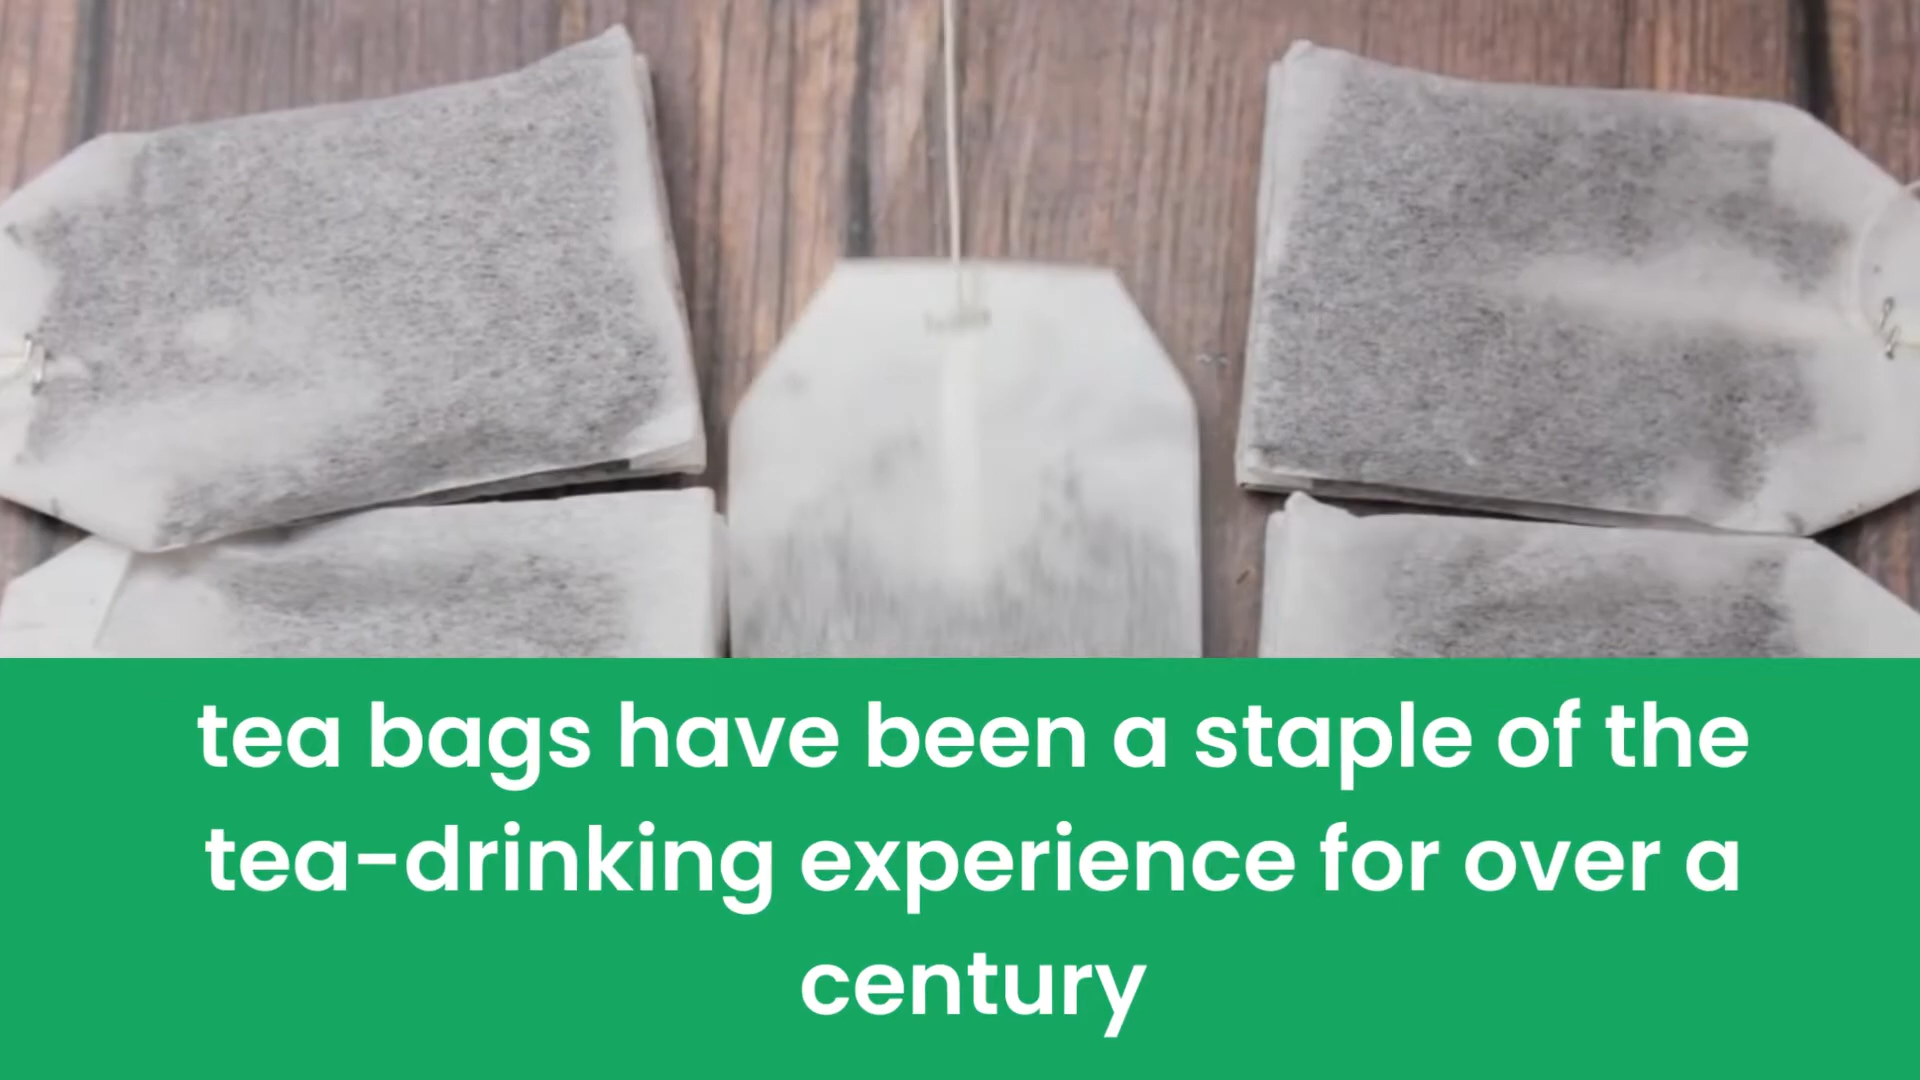 tea bags have been a staple of the
tea-drinking experience for over a
century